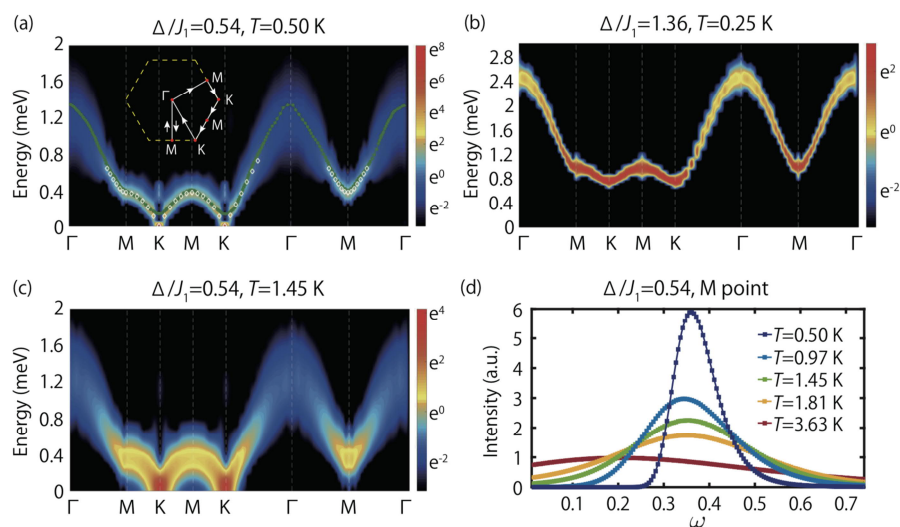 (a)
Δ/J₁=0.54, T=0.50 K
Energy (meV)
2
1.6
1.2
0.8
0.4
0
Γ M K M K Γ M Γ
Γ
M
K
M
K
M
e⁸
e⁶
e⁴
e²
e⁰
e⁻²
(b)
Δ/J₁=1.36, T=0.25 K
Energy (meV)
2.8
2.4
2
1.6
1.2
0.8
0.4
0
Γ M K M K Γ M Γ
e²
e⁰
e⁻²
(c)
Δ/J₁=0.54, T=1.45 K
Energy (meV)
2
1.6
1.2
0.8
0.4
0
Γ M K M K Γ M Γ
e⁴
e²
e⁰
e⁻²
(d)
Δ/J₁=0.54, M point
Intensity (a.u.)
6
5
4
3
2
1
0
T=0.50 K
T=0.97 K
T=1.45 K
T=1.81 K
T=3.63 K
0.1 0.2 0.3 0.4 0.5 0.6 0.7
ω